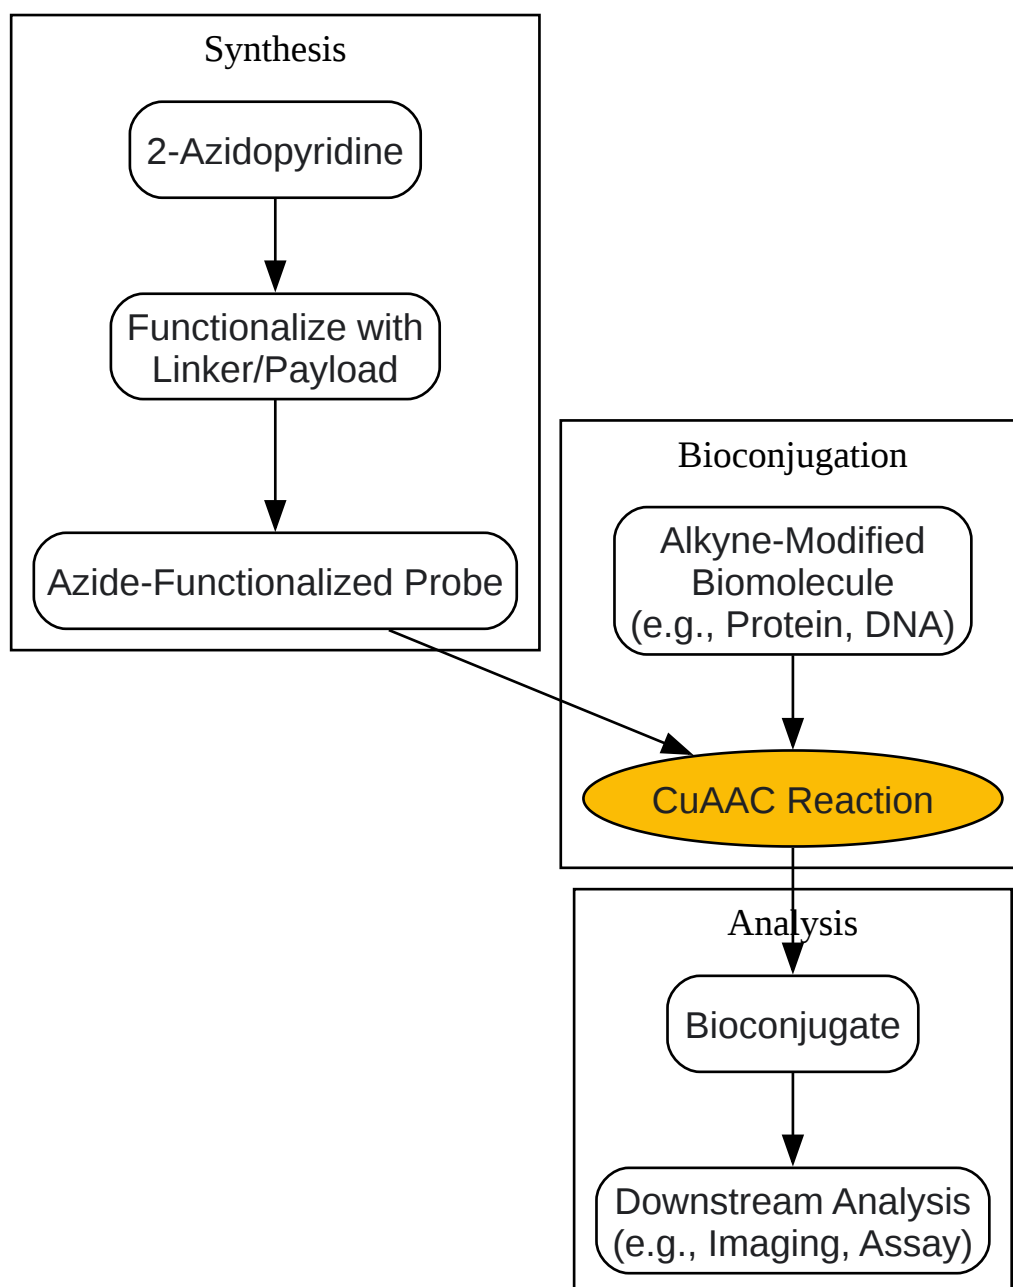 Synthesis
2-Azidopyridine
Functionalize with
Linker/Payload
Azide-Functionalized Probe
Bioconjugation
Alkyne-Modified
Biomolecule
(e.g., Protein, DNA)
CuAAC Reaction
Analysis
Bioconjugate
Downstream Analysis
(e.g., Imaging, Assay)